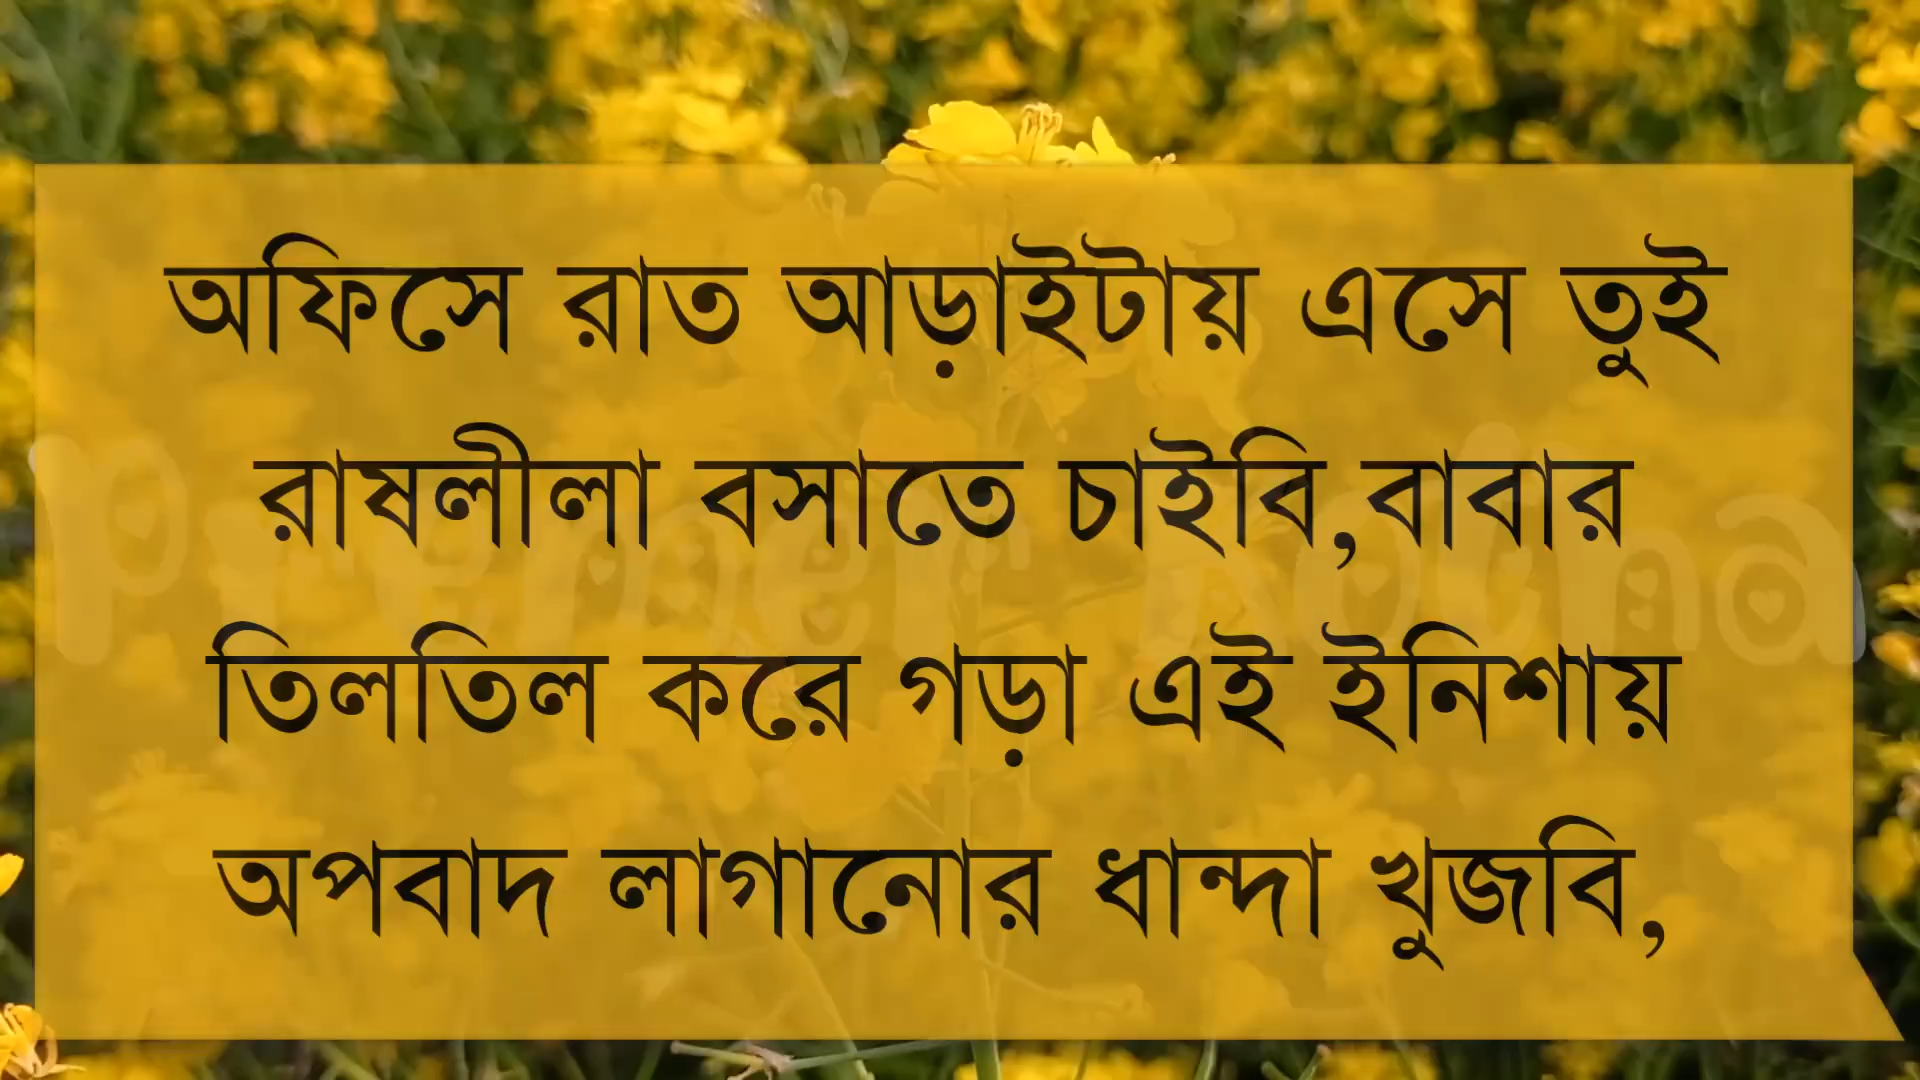 অফিসে রাত আড়াইটায় এসে তুই
রাষলীলা বসাতে চাইবি,বাবার
তিলতিল করে গড়া এই ইনিশায়
অপবাদ লাগানোর ধান্দা খুজবি,